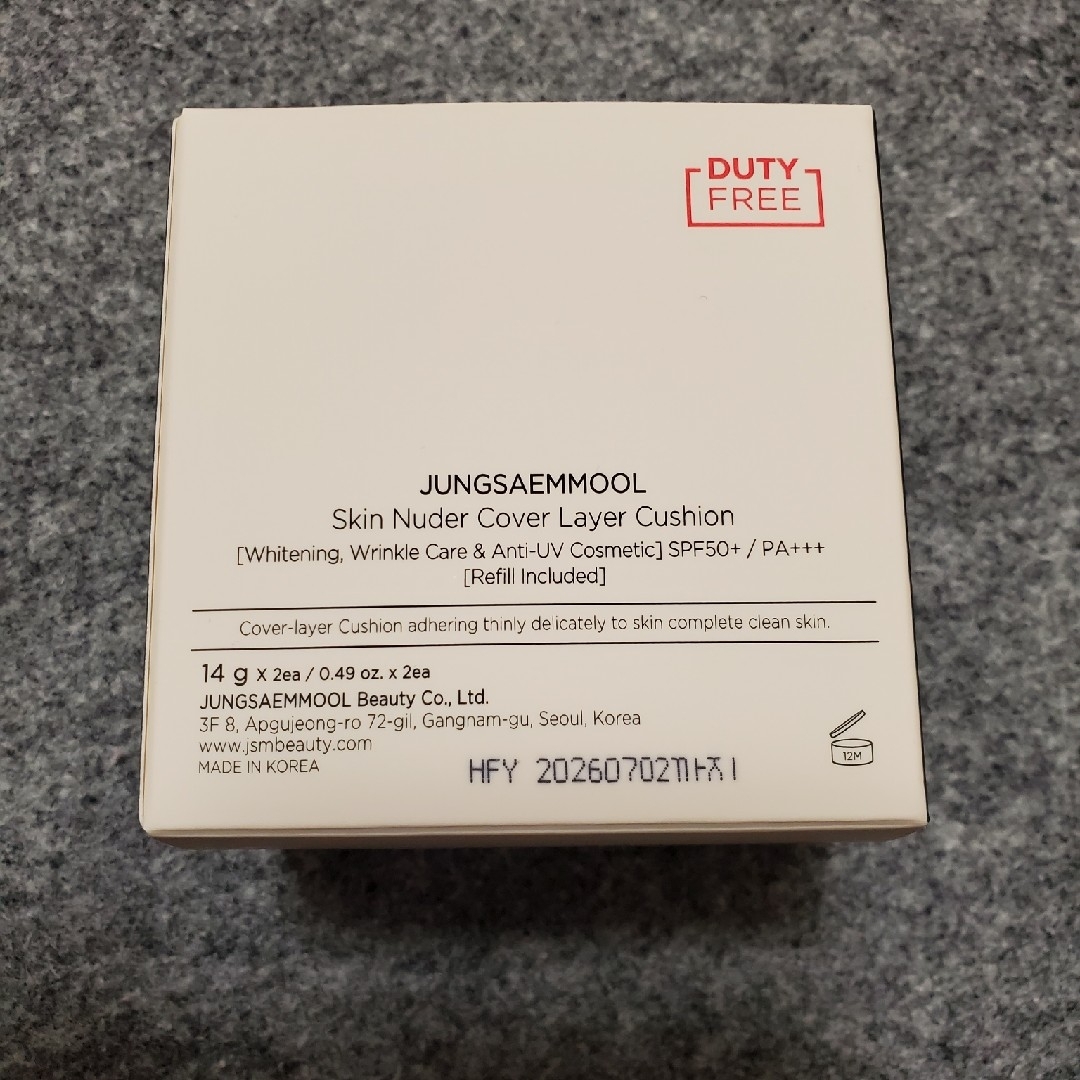 DUTY
FREE
JUNGSAEMMOOL
Skin Nuder Cover Layer Cushion
[Whitening, Wrinkle Care & Anti-UV Cosmetic] SPF50+ / PA+++
[Refill Included]
Cover-layer Cushion adhering thinly delicately to skin complete clean skin.
14 g x 2ea / 0.49 oz. x 2ea
JUNGSAEMMOOL Beauty Co., Ltd.
3F 8, Apgujeong-ro 72-gil, Gangnam-gu, Seoul, Korea
www.jsmbeauty.com
MADE IN KOREA
12M
HFY 20260702까지